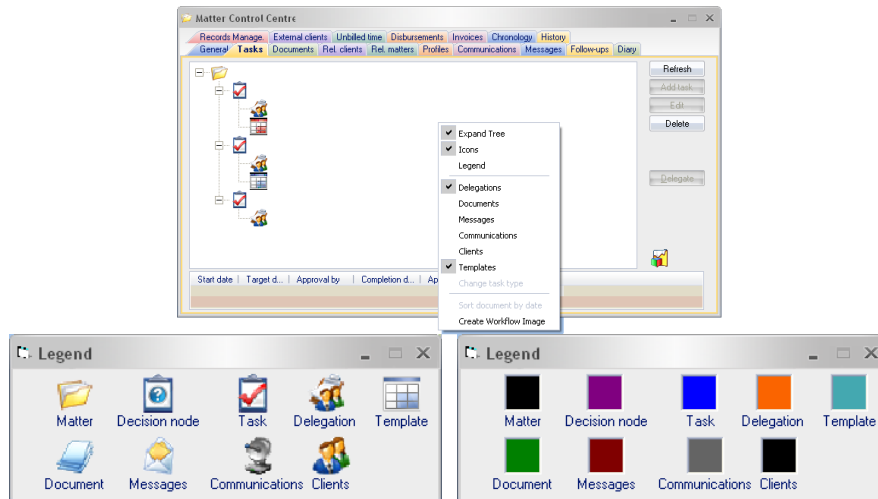 Matter Control Centre
Records Manage. External clients Unbilled time Disbursements Invoices Chronology History
General Tasks Documents Rel. clients Rel. matters Profiles Communications Messages Follow-ups Diary
Refresh
Add task
Edit
Delete
Delegate
Expand Tree
Icons
Legend
Delegations
Documents
Messages
Communications
Clients
Templates
Change task type
Sort document by date
Create Workflow Image
Start date Target d... Approval by Completion d... Ap
Legend
Matter Decision node Task Delegation Template
Document Messages Communications Clients
Legend
Matter Decision node Task Delegation Template
Document Messages Communications Clients